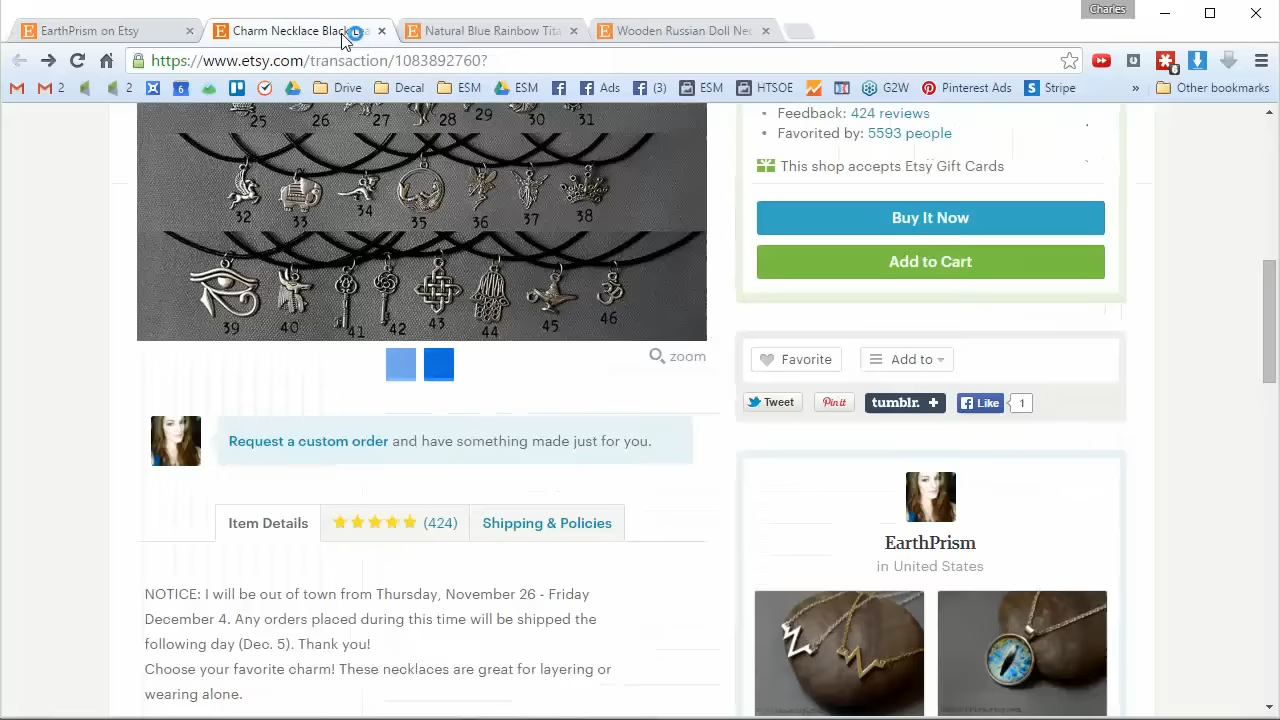 Charles
EarthPrism on Etsy
Charm Necklace Black
Natural Blue Rainbow Tita
Wooden Russian Doll Nec
https://www.etsy.com/transaction/1083892710?
2
2
6
Drive
Decal
ESM
ESM
Ads
(3)
ESM
HTSOE
G2W
Pinterest Ads
Stripe
»
Other bookmarks
25 26 27 28 29 30 31
32 33 34 35 36 37 38
39 40 41 42 43 44 45 46
zoom
Feedback: 424 reviews
Favorited by: 5593 people
This shop accepts Etsy Gift Cards
Buy It Now
Add to Cart
Favorite
Add to
Tweet
Pin it
tumblr. +
Like
1
Request a custom order and have something made just for you.
Item Details
(424)
Shipping & Policies
NOTICE: I will be out of town from Thursday, November 26 - Friday
December 4. Any orders placed during this time will be shipped the
following day (Dec. 5). Thank you!
Choose your favorite charm! These necklaces are great for layering or
wearing alone.
EarthPrism
in United States